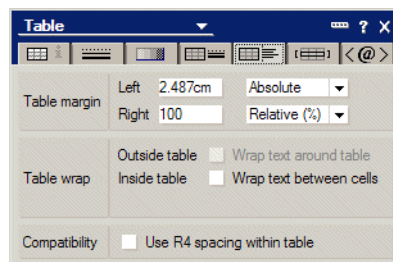 Table ? X
<@>
Table margin Left 2.487cm Absolute
Right 100 Relative (%)
Table wrap Outside table Wrap text around table
Inside table Wrap text between cells
Compatibility Use R4 spacing within table